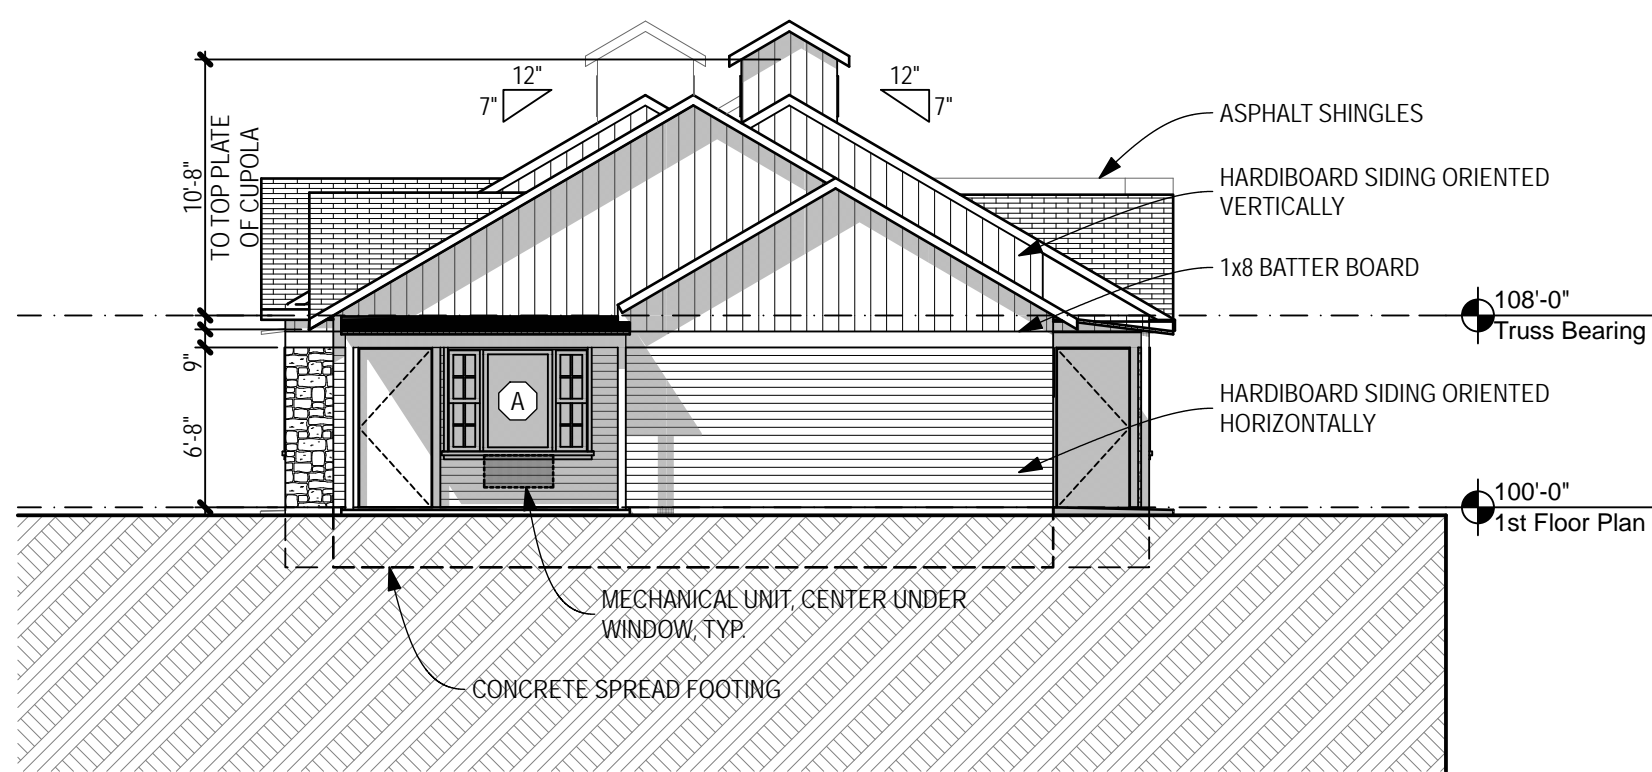 12"
7"
12"
7"
ASPHALT SHINGLES
HARDIBOARD SIDING ORIENTED
VERTICALLY
10'-8"
TO TOP PLATE
OF CUPOLA
1x8 BATTER BOARD
108'-0"
Truss Bearing
9"
A
HARDIBOARD SIDING ORIENTED
HORIZONTALLY
6'-8"
100'-0"
1st Floor Plan
MECHANICAL UNIT, CENTER UNDER
WINDOW, TYP.
CONCRETE SPREAD FOOTING